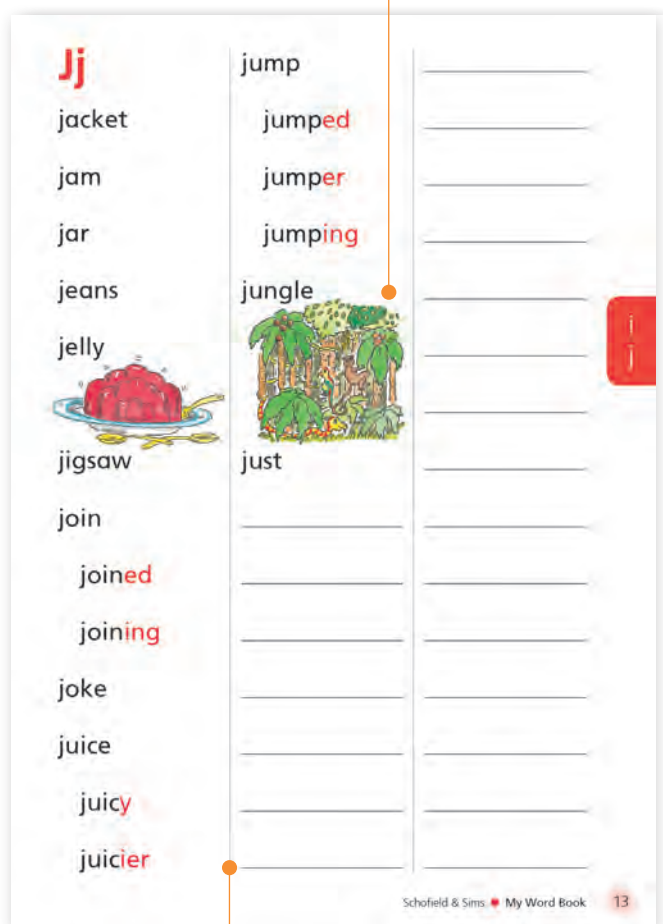 Jj
jacket
jam
jar
jeans
jelly
jigsaw
join
joined
joining
joke
juice
juicy
juicier
jump
jumped
jumper
jumping
jungle
just
i
j
Schofield & Sims My Word Book 13